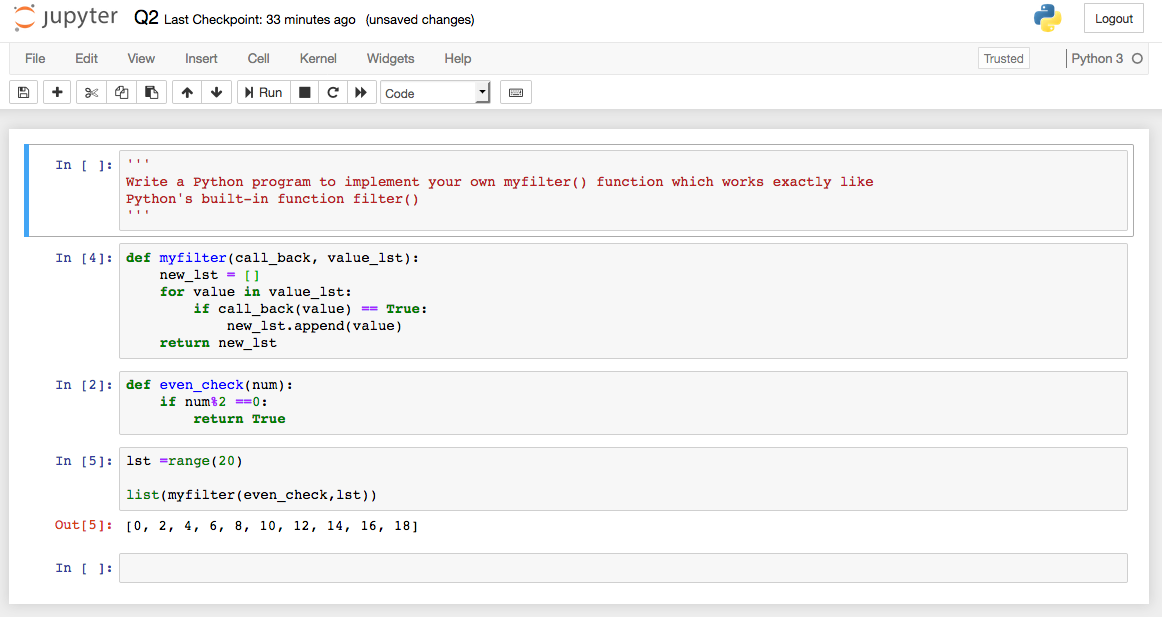 jupyter Q2 Last Checkpoint: 33 minutes ago (unsaved changes) Logout
File Edit View Insert Cell Kernel Widgets Help Trusted Python 3
Run Code
In [ ]: '''
Write a Python program to implement your own myfilter() function which works exactly like
Python's built-in function filter()
'''
In [4]: def myfilter(call_back, value_lst):
    new_lst = []
    for value in value_lst:
        if call_back(value) == True:
            new_lst.append(value)
    return new_lst
In [2]: def even_check(num):
    if num%2 ==0:
        return True
In [5]: lst =range(20)
list(myfilter(even_check,lst))
Out[5]: [0, 2, 4, 6, 8, 10, 12, 14, 16, 18]
In [ ]: